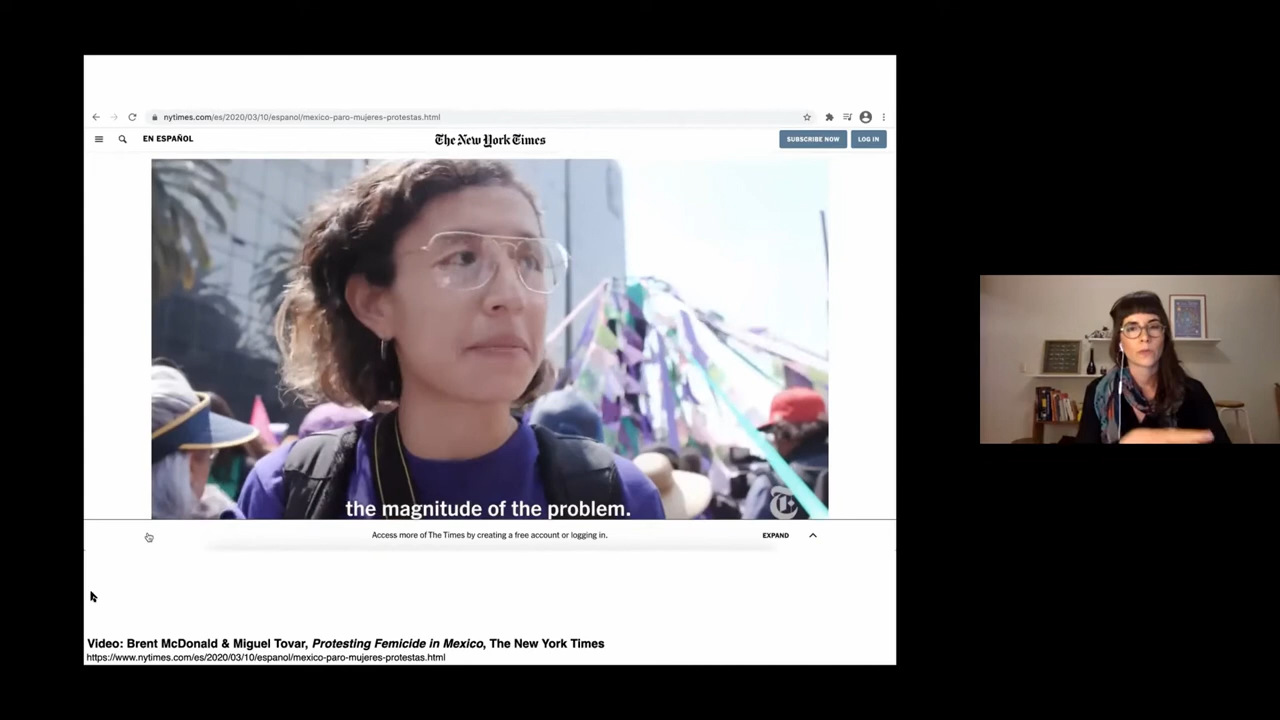 nytimes.com/es/2020/03/10/espanol/mexico-paro-mujeres-protestas.html
EN ESPAÑOL
The New York Times
SUBSCRIBE NOW
LOG IN
the magnitude of the problem.
Access more of The Times by creating a free account or logging in.
EXPAND
Video: Brent McDonald & Miguel Tovar, Protesting Femicide in Mexico, The New York Times
https://www.nytimes.com/es/2020/03/10/espanol/mexico-paro-mujeres-protestas.html